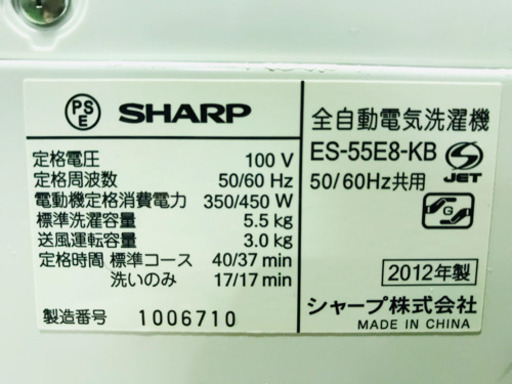 PS E SHARP
定格電圧 100 V
定格周波数 50/60 Hz
電動機定格消費電力 350/450 W
標準洗濯容量 5.5 kg
送風運転容量 3.0 kg
定格時間 標準コース 40/37 min
洗いのみ 17/17 min
製造番号 1006710
全自動電気洗濯機
ES-55E8-KB
JET
50/60Hz共用
G
2012年製
シャープ株式会社
MADE IN CHINA